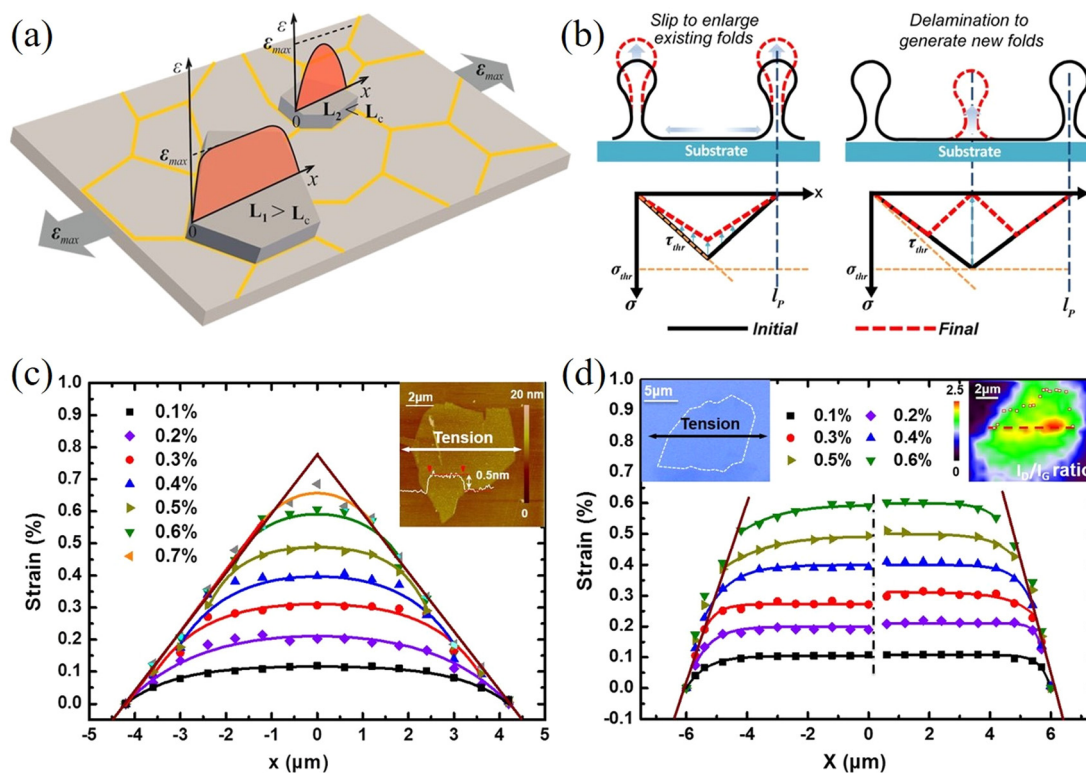 (a)
ε
ε_max
x
0
L₂ < L_c
ε_max
ε
ε_max
x
0
L₁ > L_c
ε_max
(b)
Slip to enlarge
existing folds
Delamination to
generate new folds
Substrate
Substrate
x
τ_thr
σ_thr
σ
l_P
τ_thr
σ_thr
σ
l_P
Initial
Final
(c)
1.0
0.9
0.8
0.7
0.6
0.5
0.4
0.3
0.2
0.1
0.0
Strain (%)
0.1%
0.2%
0.3%
0.4%
0.5%
0.6%
0.7%
2μm
20 nm
Tension
0.5nm
0
-5 -4 -3 -2 -1 0 1 2 3 4 5
x (μm)
(d)
1.0
0.9
0.8
0.7
0.6
0.5
0.4
0.3
0.2
0.1
0.0
-0.1
Strain (%)
5μm
Tension
0.1% 0.2%
0.3% 0.4%
0.5% 0.6%
2.5
2μm
0
I_D/I_G ratio
-6 -4 -2 0 2 4 6
X (μm)